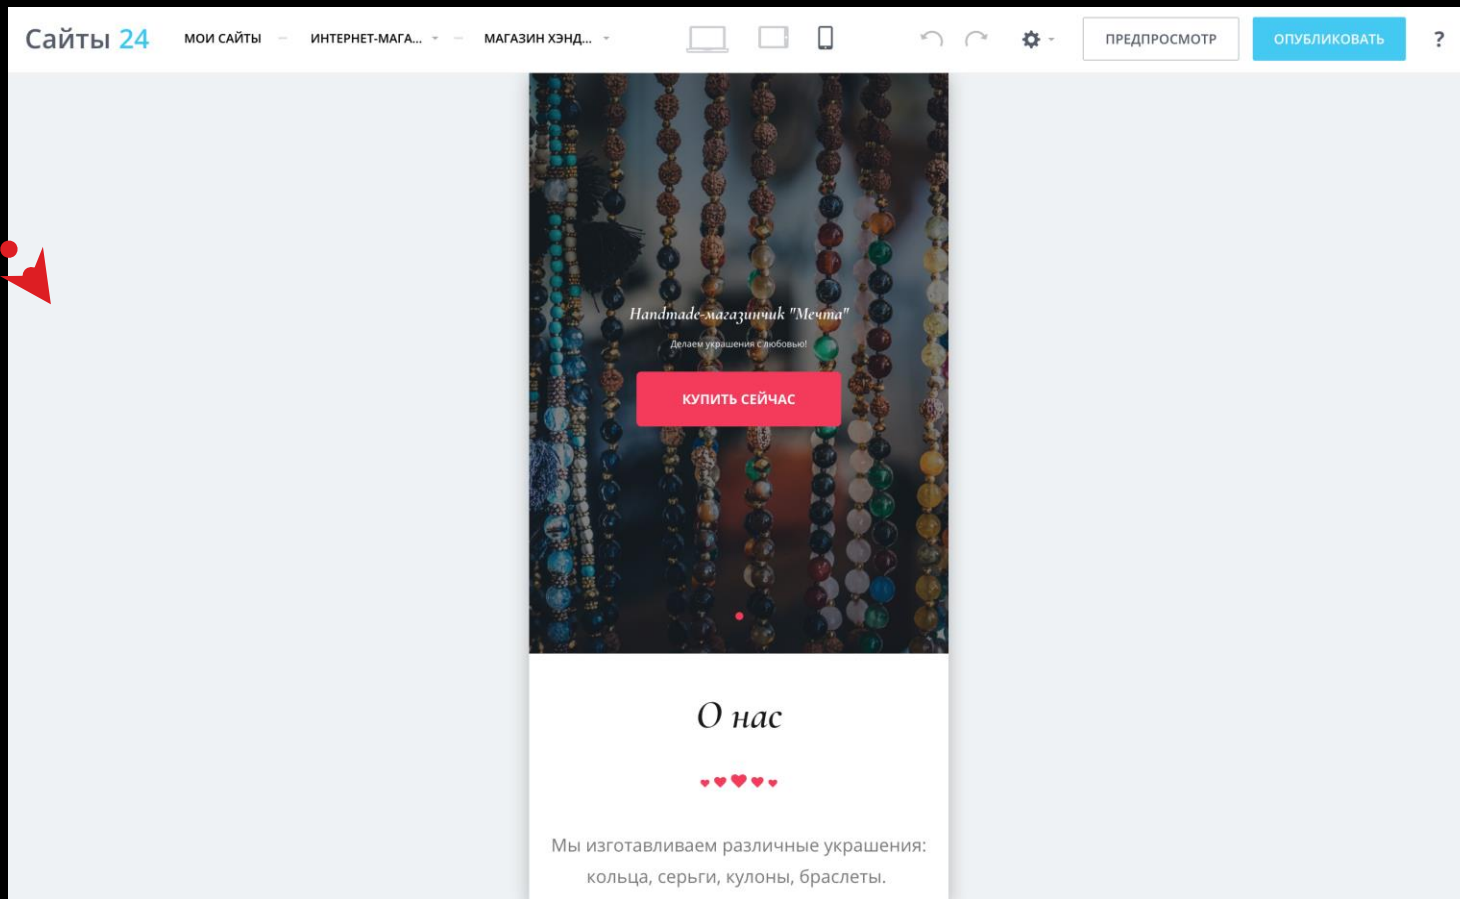 Сайты 24
МОИ САЙТЫ
ИНТЕРНЕТ-МАГА...
МАГАЗИН ХЭНД...
ПРЕДПРОСМОТР
ОПУБЛИКОВАТЬ
?
Handmade-магазинчик "Мечта"
Делаем украшения с любовью!
КУПИТЬ СЕЙЧАС
О нас
Мы изготавливаем различные украшения:
кольца, серьги, кулоны, браслеты.